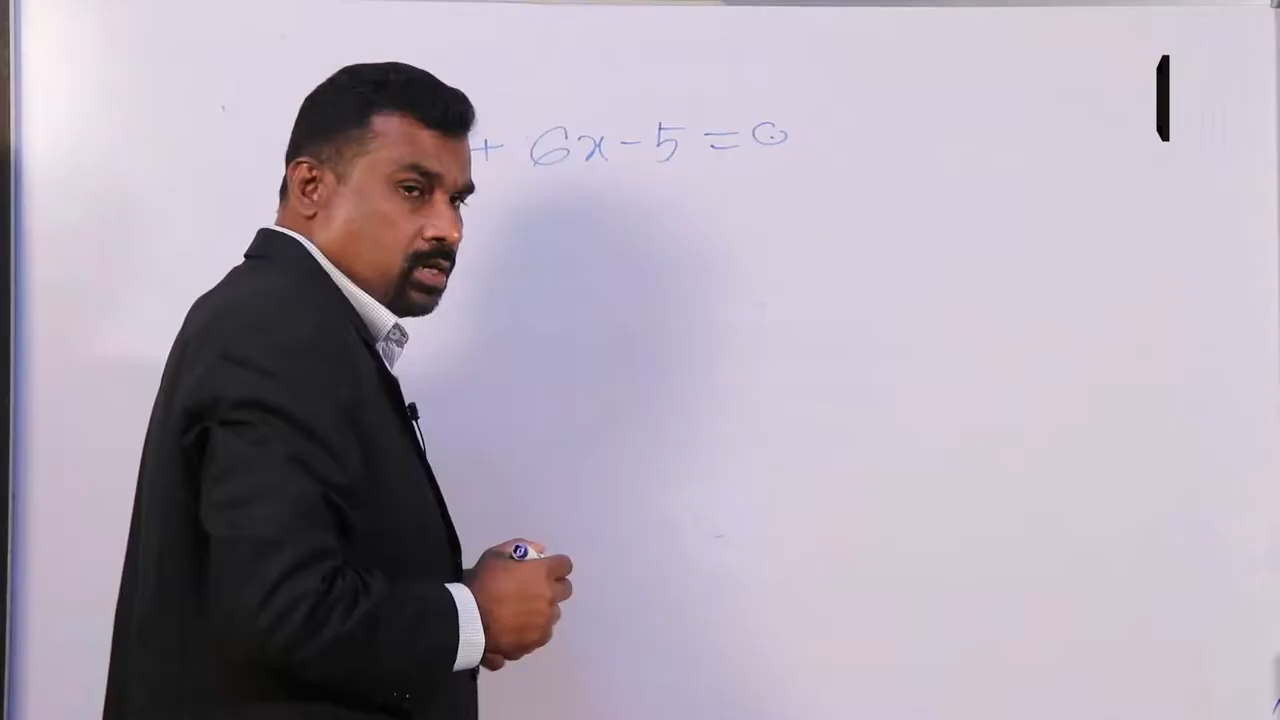 + 6x - 5 = 0